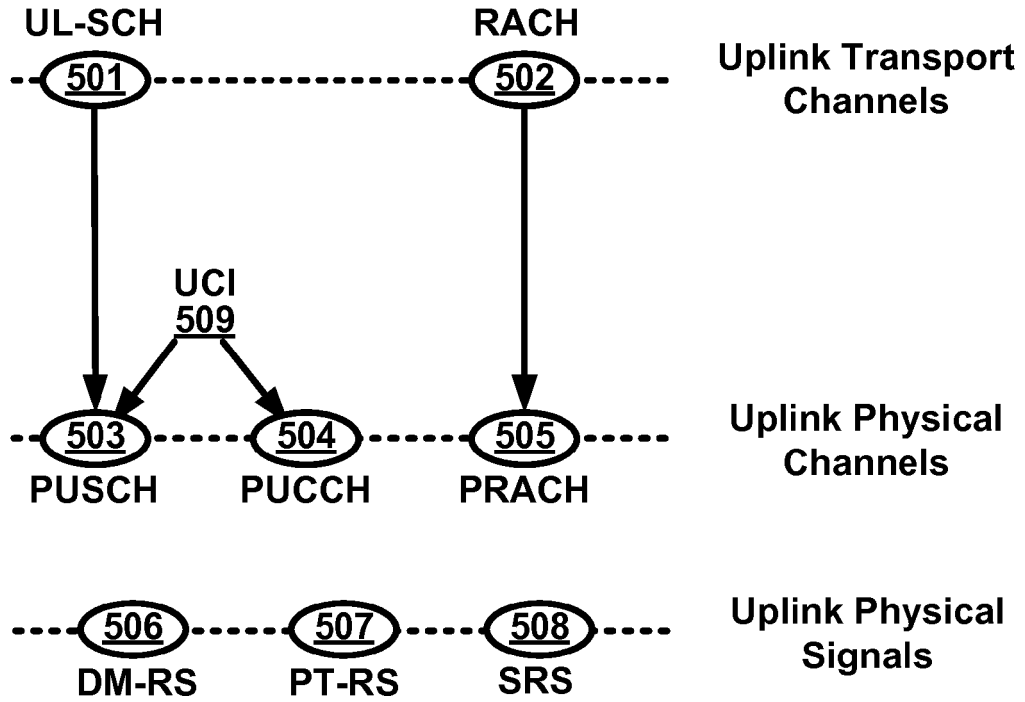 UL-SCH
RACH
501
502
Uplink Transport
Channels
UCI
509
503
504
505
Uplink Physical
Channels
PUSCH
PUCCH
PRACH
506
507
508
Uplink Physical
Signals
DM-RS
PT-RS
SRS